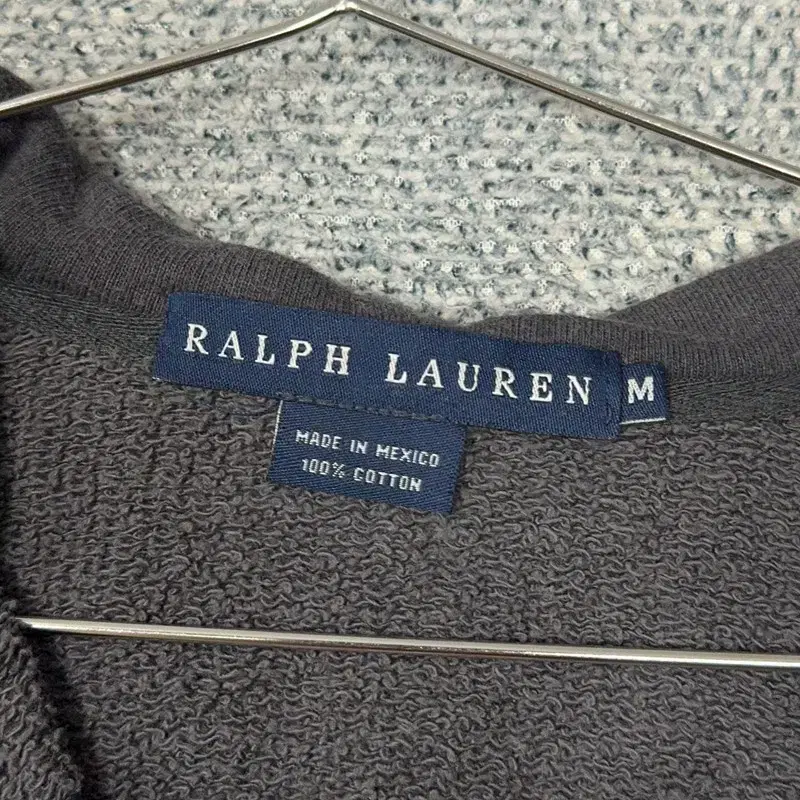 RALPH LAUREN M
MADE IN MEXICO
100% COTTON